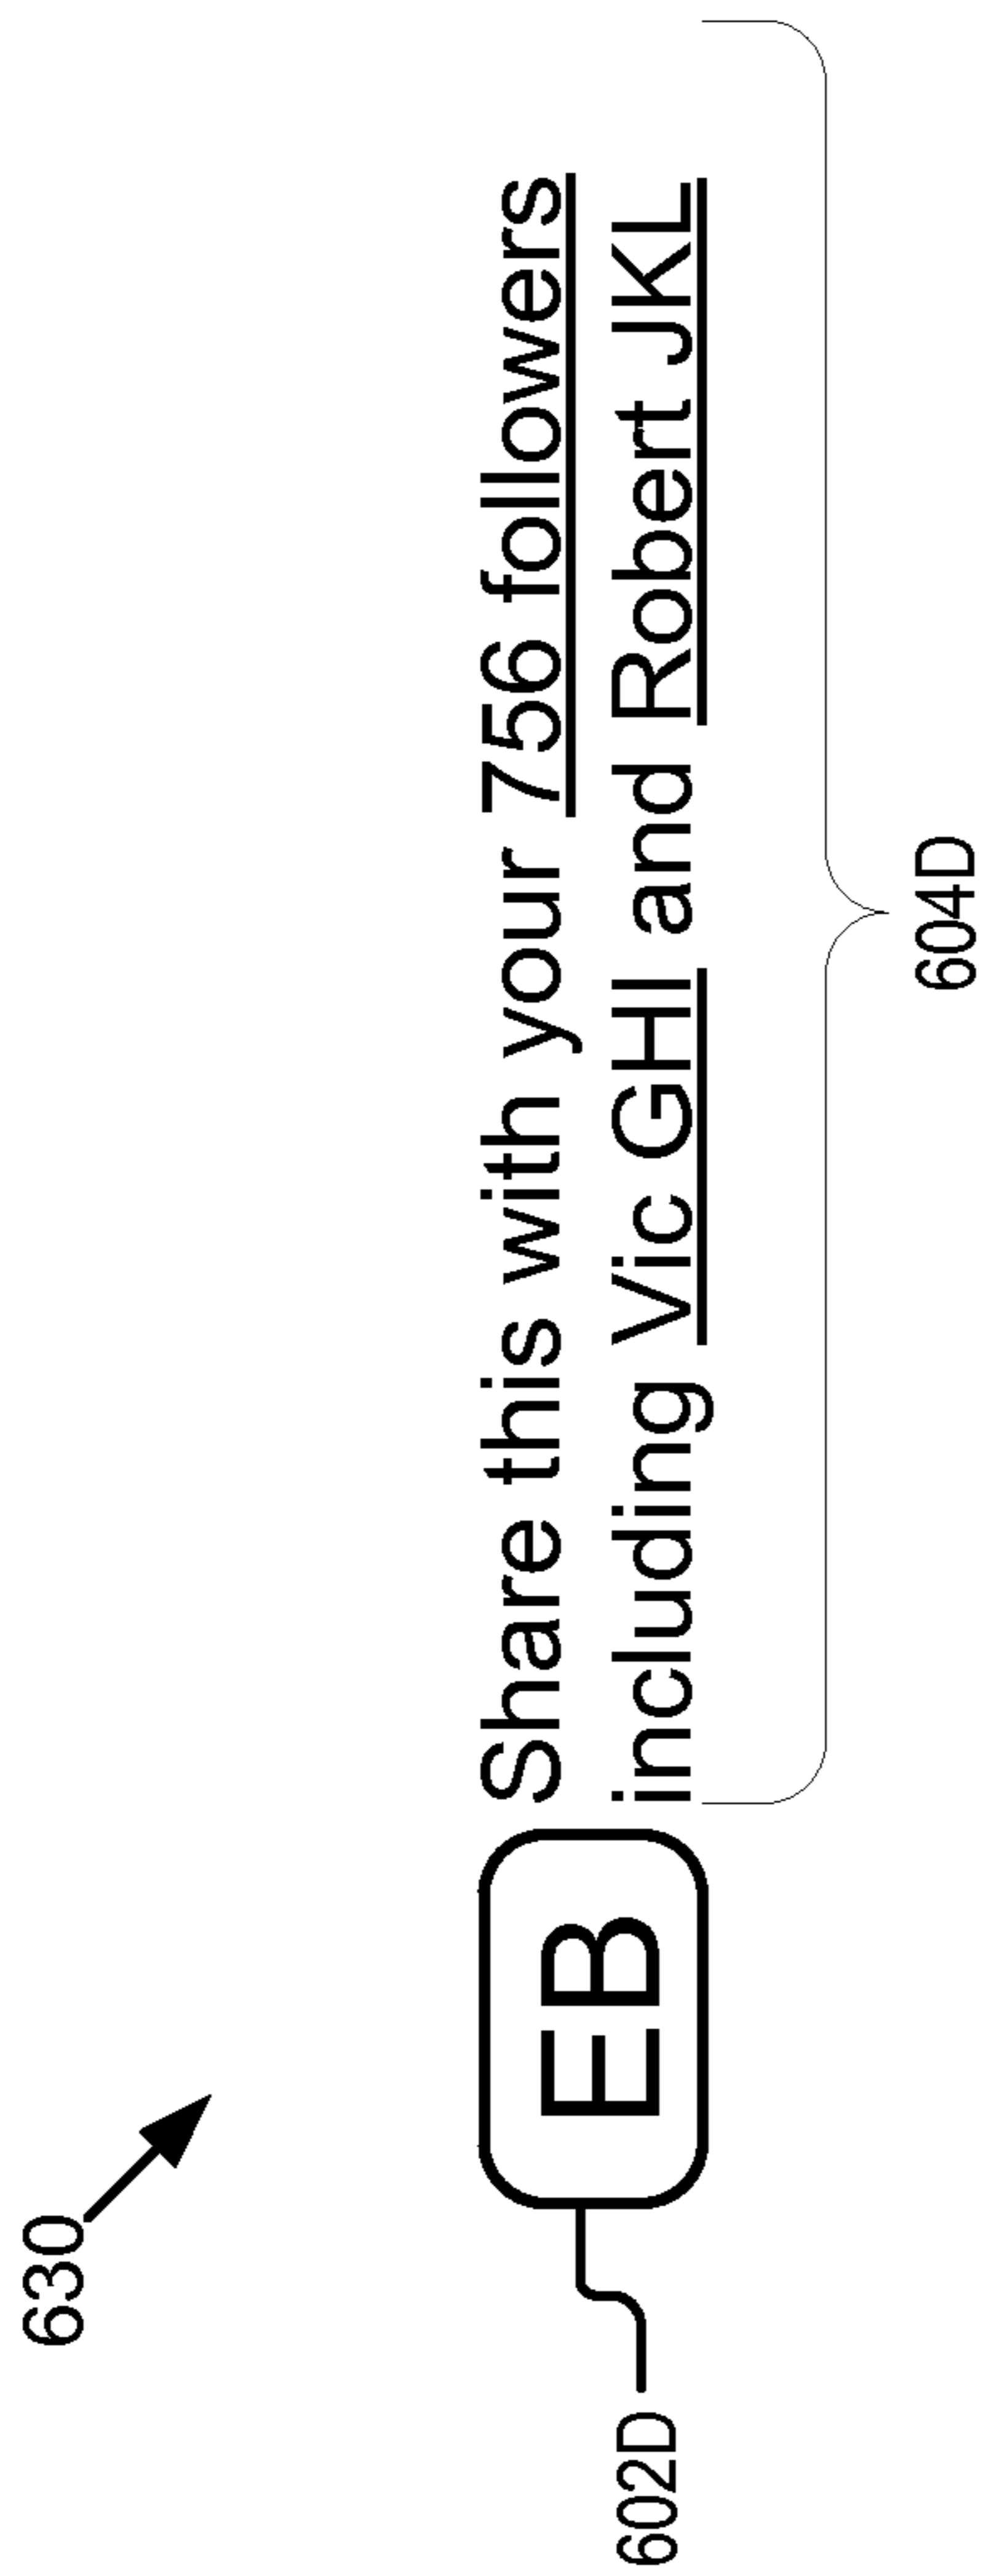 630
602D
EB
Share this with your 756 followers
including Vic GHI and Robert JKL
604D